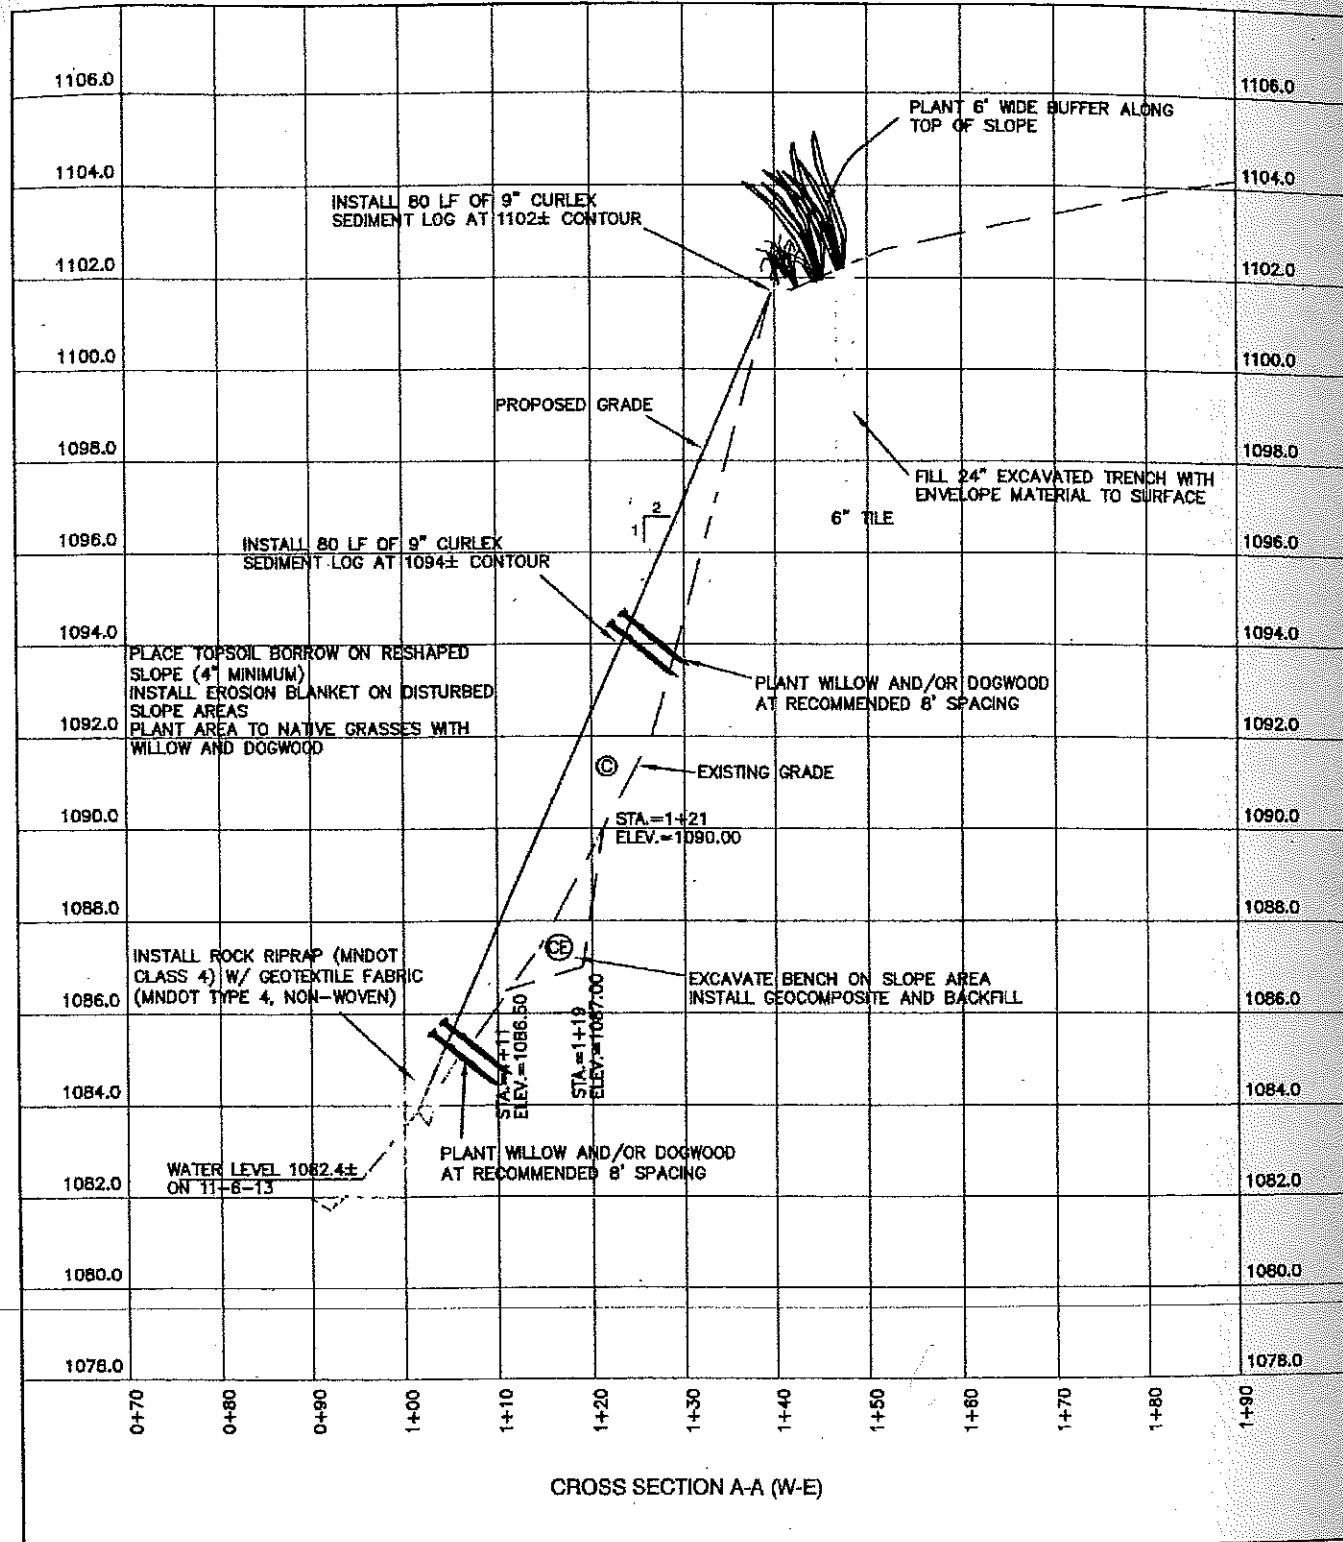 1106.0
1106.0
PLANT 6' WIDE BUFFER ALONG
TOP OF SLOPE
1104.0
1104.0
INSTALL 80 LF OF 9" CURLEX
SEDIMENT LOG AT 1102± CONTOUR
1102.0
1102.0
1100.0
1100.0
PROPOSED GRADE
1098.0
1098.0
FILL 24" EXCAVATED TRENCH WITH
ENVELOPE MATERIAL TO SURFACE
6" TILE
2
1
1096.0
1096.0
INSTALL 80 LF OF 9" CURLEX
SEDIMENT LOG AT 1094± CONTOUR
1094.0
1094.0
PLACE TOPSOIL BORROW ON RESHAPED
SLOPE (4" MINIMUM)
INSTALL EROSION BLANKET ON DISTURBED
SLOPE AREAS
PLANT AREA TO NATIVE GRASSES WITH
WILLOW AND DOGWOOD
PLANT WILLOW AND/OR DOGWOOD
AT RECOMMENDED 8' SPACING
1092.0
1092.0
C
EXISTING GRADE
STA.=1+21
ELEV.=1090.00
1090.0
1090.0
1088.0
1088.0
CE
INSTALL ROCK RIPRAP (MNDOT
CLASS 4) W/ GEOTEXTILE FABRIC
(MNDOT TYPE 4, NON-WOVEN)
EXCAVATE BENCH ON SLOPE AREA
INSTALL GEOCOMPOSITE AND BACKFILL
1086.0
1086.0
STA.=1+11
ELEV.=1086.50
STA.=1+19
ELEV.=1087.00
1084.0
1084.0
PLANT WILLOW AND/OR DOGWOOD
AT RECOMMENDED 8' SPACING
WATER LEVEL 1082.4±
ON 11-6-13
1082.0
1082.0
1080.0
1080.0
1078.0
1078.0
0+70
0+80
0+90
1+00
1+10
1+20
1+30
1+40
1+50
1+60
1+70
1+80
1+90
CROSS SECTION A-A (W-E)